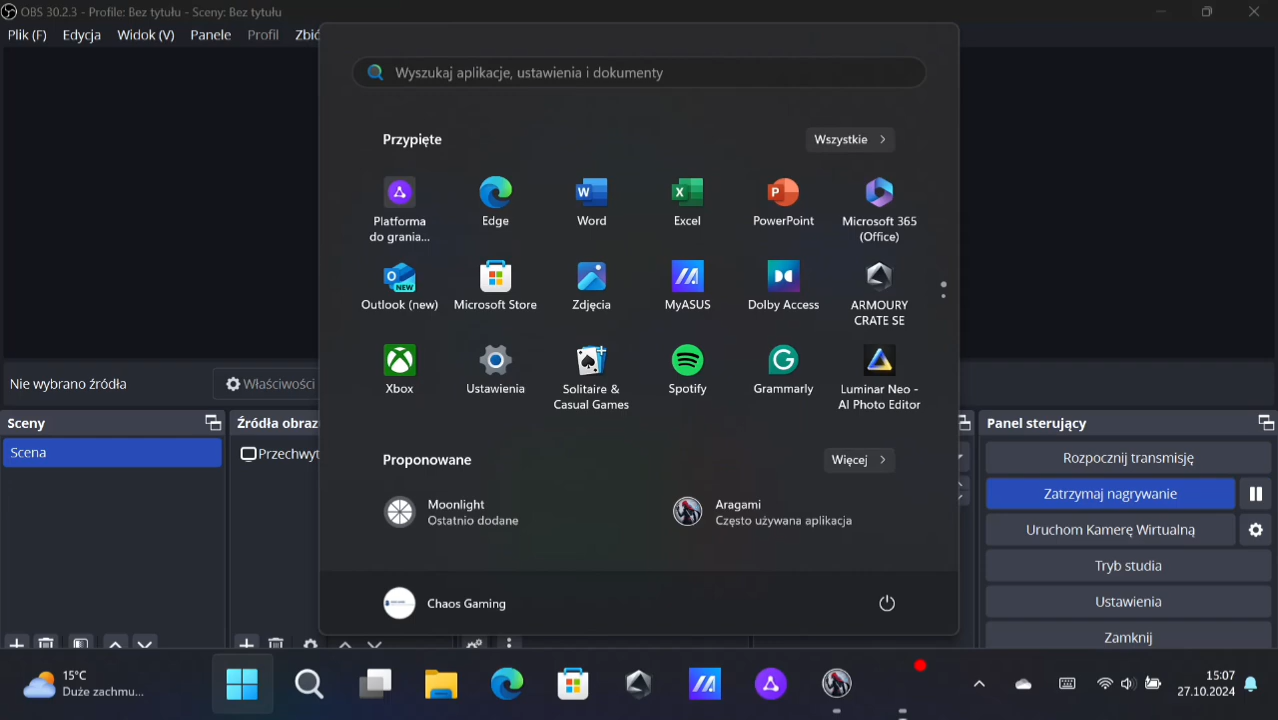 OBS 30.2.3 - Profile: Bez tytułu - Sceny: Bez tytułu
Plik (F) Edycja Widok (V) Panele Profil
Wyszukaj aplikacje, ustawienia i dokumenty
Przypięte
Wszystkie
Platforma
do grania...
Edge
Word
Excel
PowerPoint
Microsoft 365
(Office)
Outlook (new)
Microsoft Store
Zdjęcia
MyASUS
Dolby Access
ARMOURY
CRATE SE
Xbox
Ustawienia
Solitaire &
Casual Games
Spotify
Grammarly
Luminar Neo -
AI Photo Editor
Proponowane
Więcej
Moonlight
Ostatnio dodane
Aragami
Często używana aplikacja
Chaos Gaming
Nie wybrano źródła
Właściwości
Sceny
Scena
Źródła obraz
Przechwyt
Panel sterujący
Rozpocznij transmisję
Zatrzymaj nagrywanie
Uruchom Kamerę Wirtualną
Tryb studia
Ustawienia
Zamknij
15°C
Duże zachmu...
15:07
27.10.2024